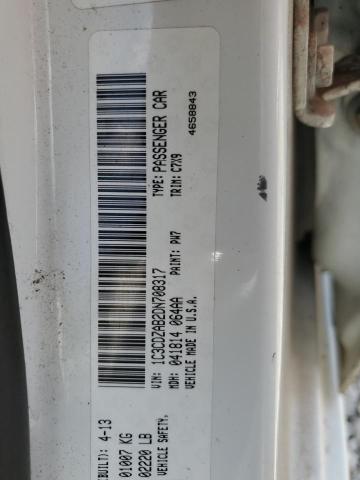 (BUILT): 4-13
01007 KG
02220 LB
VEHICLE SAFETY,
VIN: 1C3CDZAB2DN708317
TYPE: PASSENGER CAR
MDH: 041814 064AA
PAINT: PW7
TRIM: C7X9
VEHICLE MADE IN U.S.A.
4658843